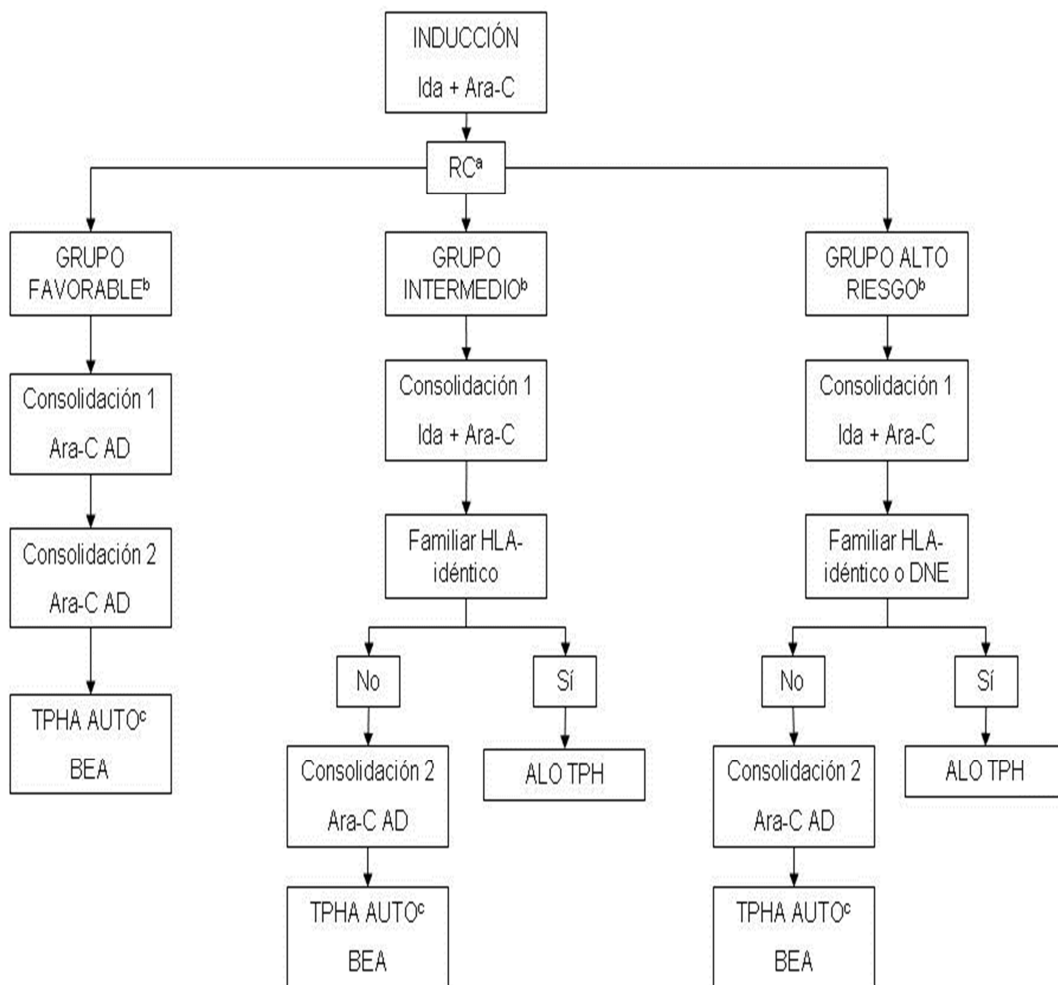 INDUCCIÓN
Ida + Ara-C
RCª
GRUPO
FAVORABLEᵇ
GRUPO
INTERMEDIOᵇ
GRUPO ALTO
RIESGOᵇ
Consolidación 1
Ara-C AD
Consolidación 1
Ida + Ara-C
Consolidación 1
Ida + Ara-C
Consolidación 2
Ara-C AD
Familiar HLA-
idéntico
Familiar HLA-
idéntico o DNE
No
Sí
No
Sí
TPHA AUTOᶜ
BEA
Consolidación 2
Ara-C AD
ALO TPH
Consolidación 2
Ara-C AD
ALO TPH
TPHA AUTOᶜ
BEA
TPHA AUTOᶜ
BEA